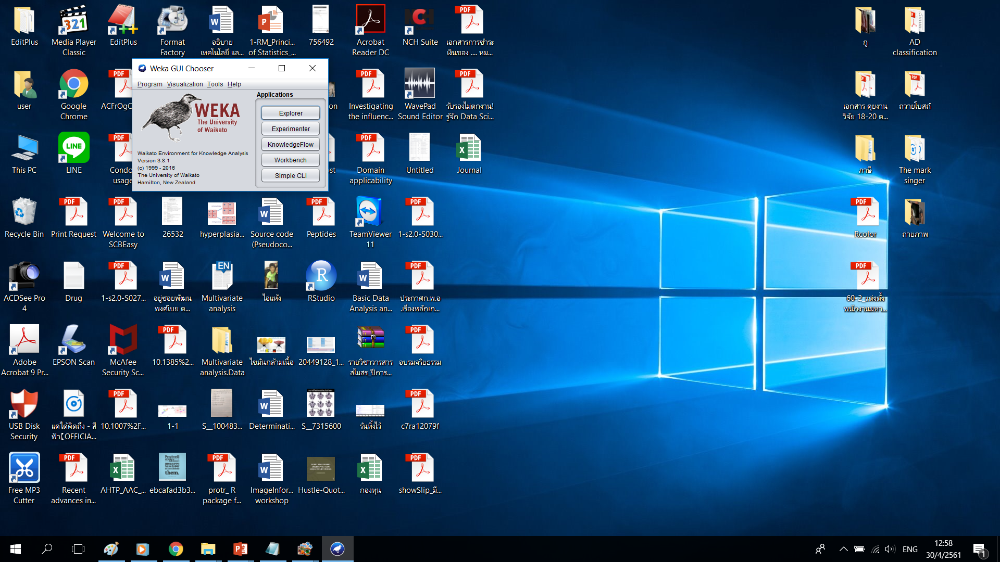 EditPlus
Media Player
Classic
EditPlus
Format
Factory
อธิบาย
เทคโนโลยี แล...
1-RM_Princi...
of Statistics_...
756492
Acrobat
Reader DC
NCH Suite
เอกสารการชำระ
เงินของ .... หม...
กู
AD
classification
Weka GUI Chooser
Program Visualization Tools Help
WEKA
The University
of Waikato
Waikato Environment for Knowledge Analysis
Version 3.8.1
(c) 1999 - 2016
The University of Waikato
Hamilton, New Zealand
Applications
Explorer
Experimenter
KnowledgeFlow
Workbench
Simple CLI
user
Google
Chrome
ACFrOgC
on
Investigating
the influenc...
WavePad
Sound Editor
รับรองไม่ตกงาน!
รู้จัก Data Sci...
เอกสาร คุยงาน
วิจัย 18-20 ต...
ถวายโบสถ์
This PC
LINE
LINE
Condo
usage
st
Domain
applicability
Untitled
Journal
ภาษี
The mark
singer
Recycle Bin
Print Request
Welcome to
SCBEasy
26532
hyperplasia...
Source code
(Pseudoco...
Peptides
TeamViewer
11
1-s2.0-S030...
Rcolor
ถ่ายภาพ
ACDSee Pro
4
Drug
1-s2.0-S027...
อยู่ซอยพัฒน
พงศ์เบย ต...
EN
Multivariate
analysis
ไอ่แห้ง
R
RStudio
Basic Data
Analysis an...
ประกาศก.พ.อ
.เรื่องหลักเก...
60-2_แต่งตั้ง
พนักงานมหา...
Adobe
Acrobat 9 Pr...
EPSON Scan
McAfee
Security Sc...
10.1385%2...
Multivariate
analysis.Data
ไขมันกล้ามเนื้อ
20449128_1...
รายวิชาวารสาร
สโมสร_ปีการ...
อบรมจริยธรรม
USB Disk
Security
แค่ได้คิดถึง - สี
ฟ้า【OFFICIA...
10.1007%2F...
1-1
S__100483...
Determinati...
S__7315600
รันทิ้งไว้
c7ra12079f
Free MP3
Cutter
Recent
advances in...
AHTP_AAC_...
ebcafad3b3...
protr_ R
package f...
ImageInfor...
workshop
Hustle-Quot...
กองทุน
showSlip_มี...
ENG
12:58
30/4/2561
1